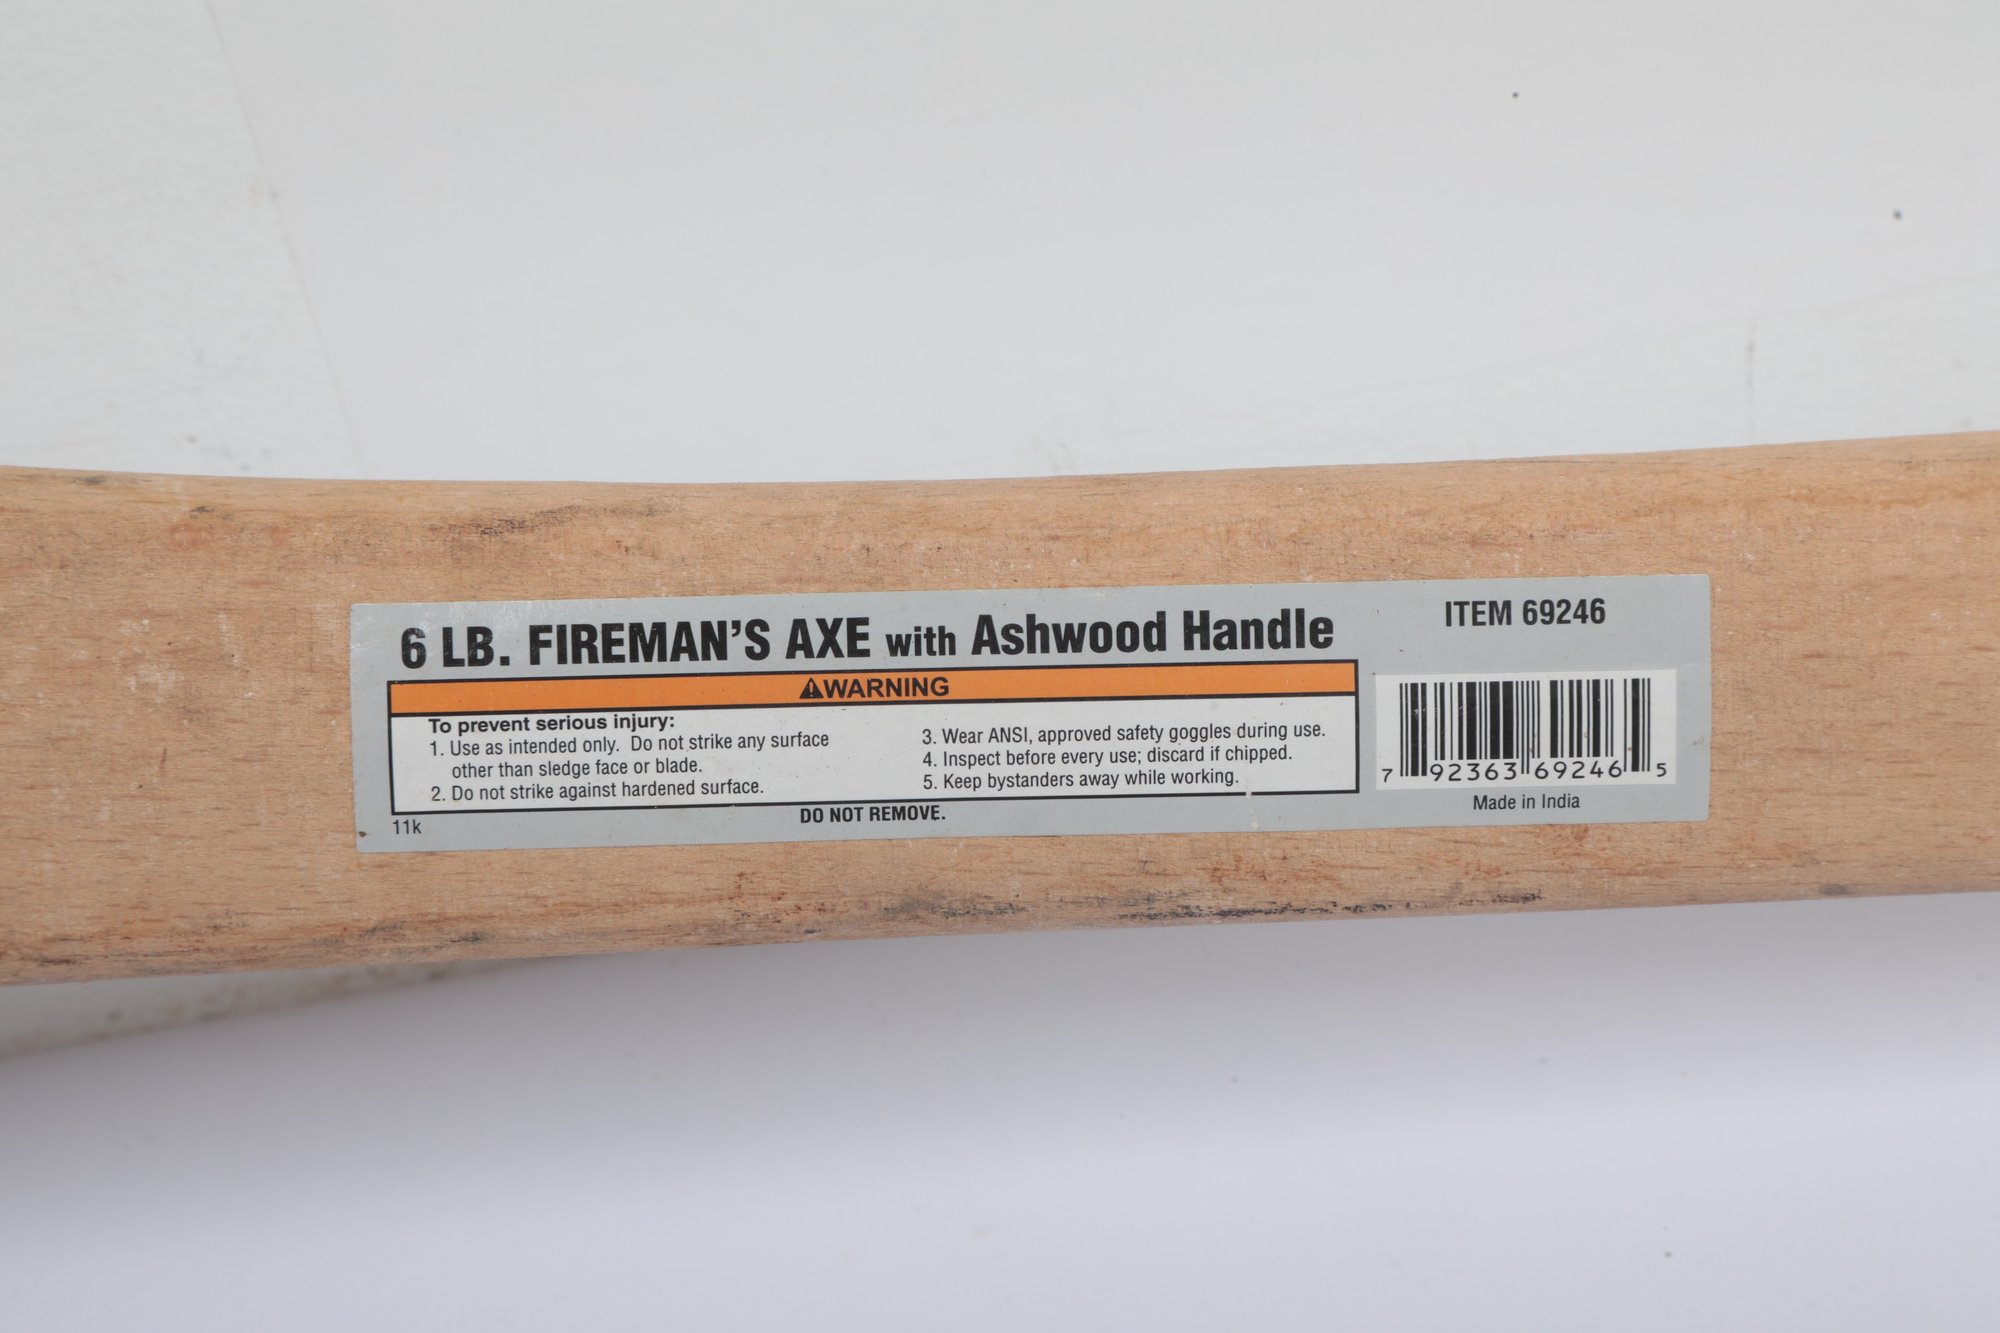 6 LB. FIREMAN'S AXE with Ashwood Handle
ITEM 69246
⚠WARNING
To prevent serious injury:
1. Use as intended only.  Do not strike any surface
other than sledge face or blade.
2. Do not strike against hardened surface.
3. Wear ANSI, approved safety goggles during use.
4. Inspect before every use; discard if chipped.
5. Keep bystanders away while working.
11k
DO NOT REMOVE.
7 92363 69246 5
Made in India